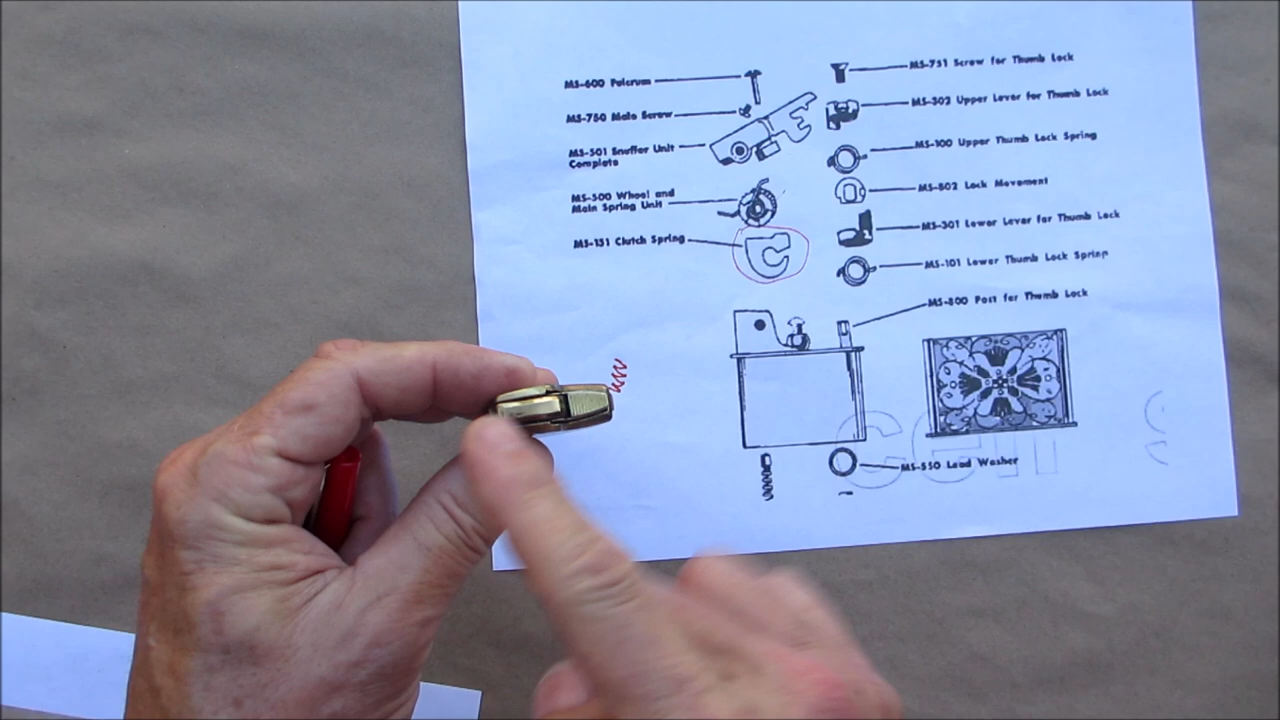 MS-600 Fulcrum
MS-750 Main Screw
MS-501 Snuffer Unit
Complete
MS-500 Wheel and
Main Spring Unit
MS-151 Clutch Spring
MS-751 Screw for Thumb Lock
MS-302 Upper Lever for Thumb Lock
MS-100 Upper Thumb Lock Spring
MS-802 Lock Movement
MS-301 Lower Lever for Thumb Lock
MS-101 Lower Thumb Lock Spring
MS-800 Post for Thumb Lock
MS-550 Lead Washer